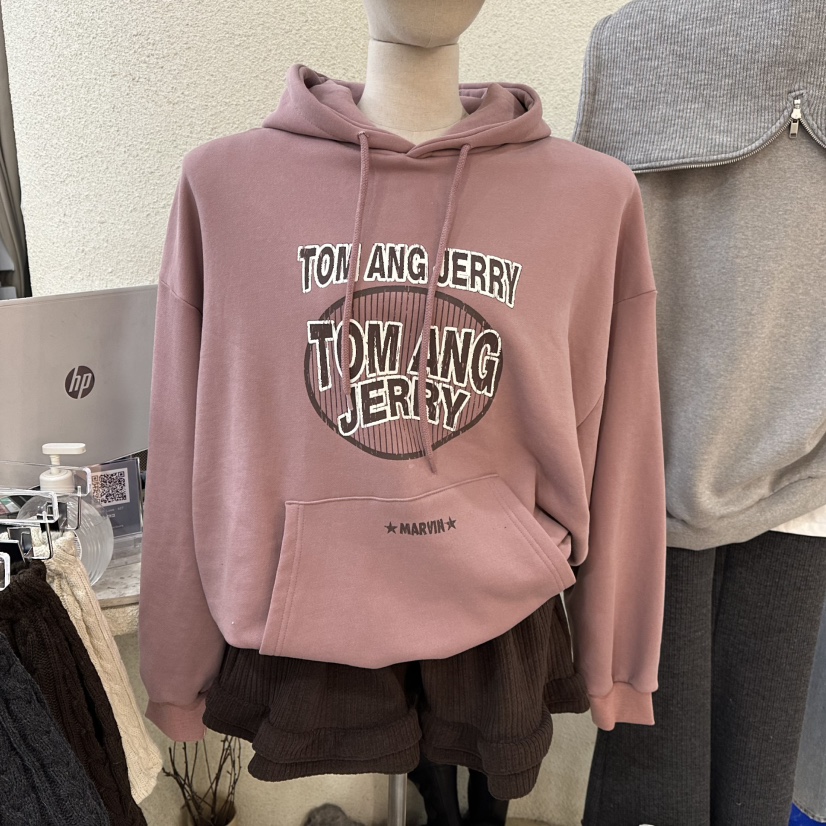 TOM ANG JERRY
TOM ANG
JERRY
★MARVIN★
hp